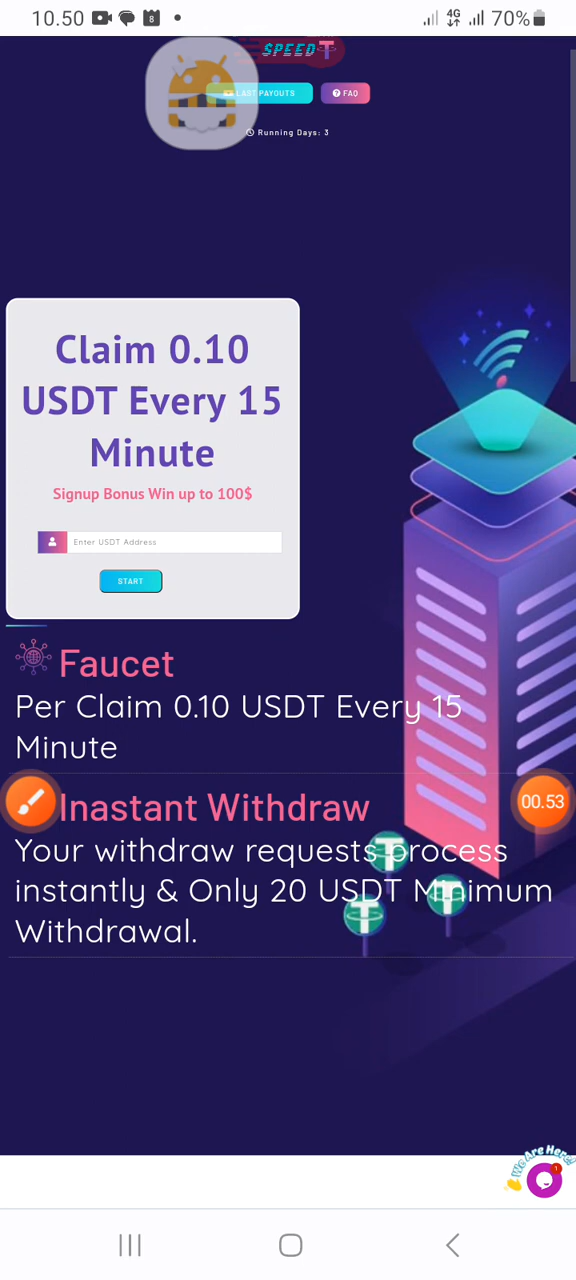 10.50
8
4G
70%
SPEED T
LAST PAYOUTS
FAQ
Running Days: 3
Claim 0.10
USDT Every 15
Minute
Signup Bonus Win up to 100$
Enter USDT Address
START
Faucet
Per Claim 0.10 USDT Every 15
Minute
Inastant Withdraw
00.53
Your withdraw requests process
instantly & Only 20 USDT Minimum
Withdrawal.
We Are Here!
1